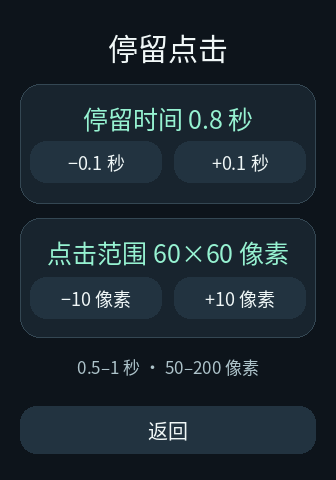 停留点击
停留时间 0.8 秒
−0.1 秒
+0.1 秒
点击范围 60×60 像素
−10 像素
+10 像素
0.5–1 秒 · 50–200 像素
返回